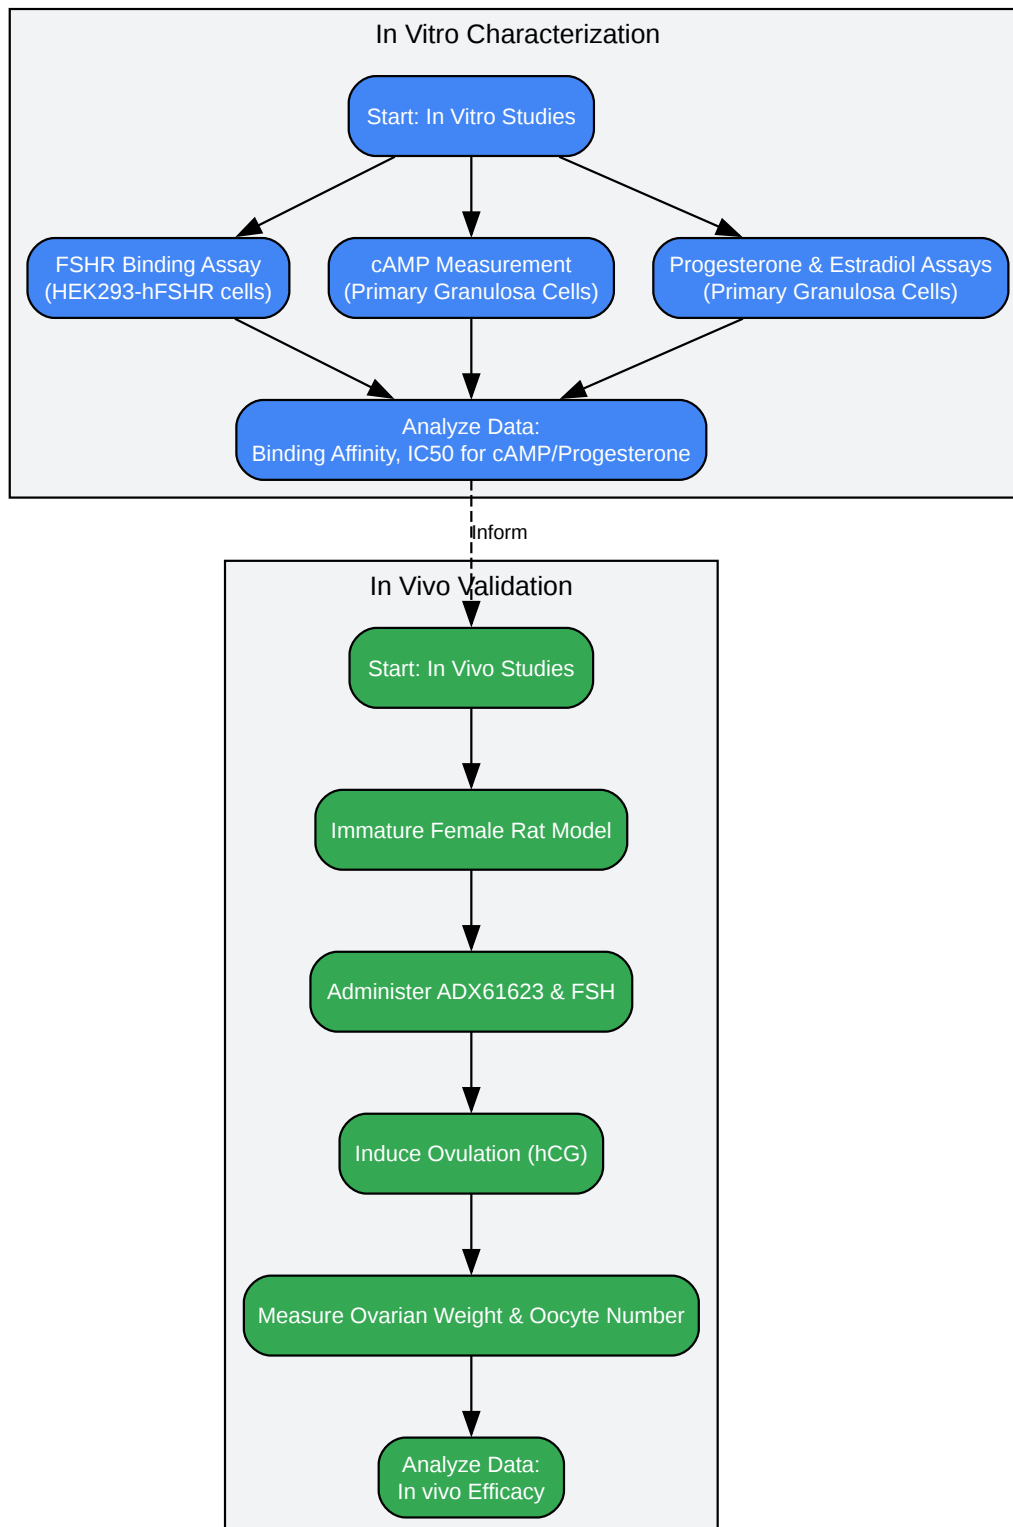 In Vitro Characterization
Start: In Vitro Studies
FSHR Binding Assay
(HEK293-hFSHR cells)
cAMP Measurement
(Primary Granulosa Cells)
Progesterone & Estradiol Assays
(Primary Granulosa Cells)
Analyze Data:
Binding Affinity, IC50 for cAMP/Progesterone
Inform
In Vivo Validation
Start: In Vivo Studies
Immature Female Rat Model
Administer ADX61623 & FSH
Induce Ovulation (hCG)
Measure Ovarian Weight & Oocyte Number
Analyze Data:
In vivo Efficacy